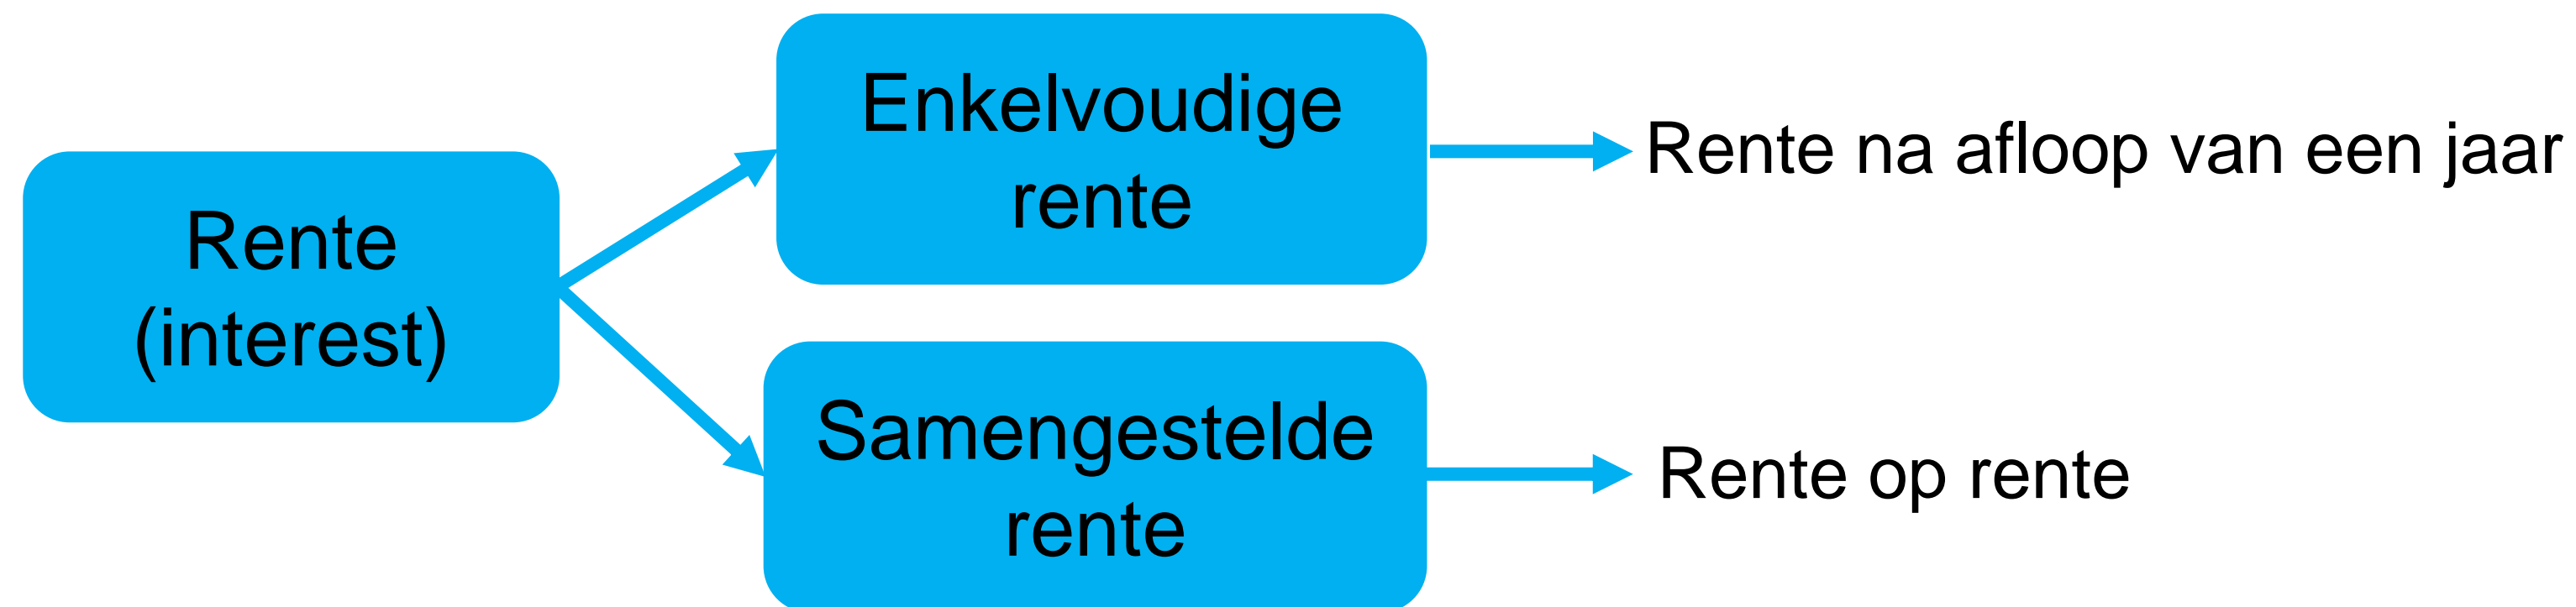 Rente
(interest)
Enkelvoudige
rente
Rente na afloop van een jaar
Samengestelde
rente
Rente op rente